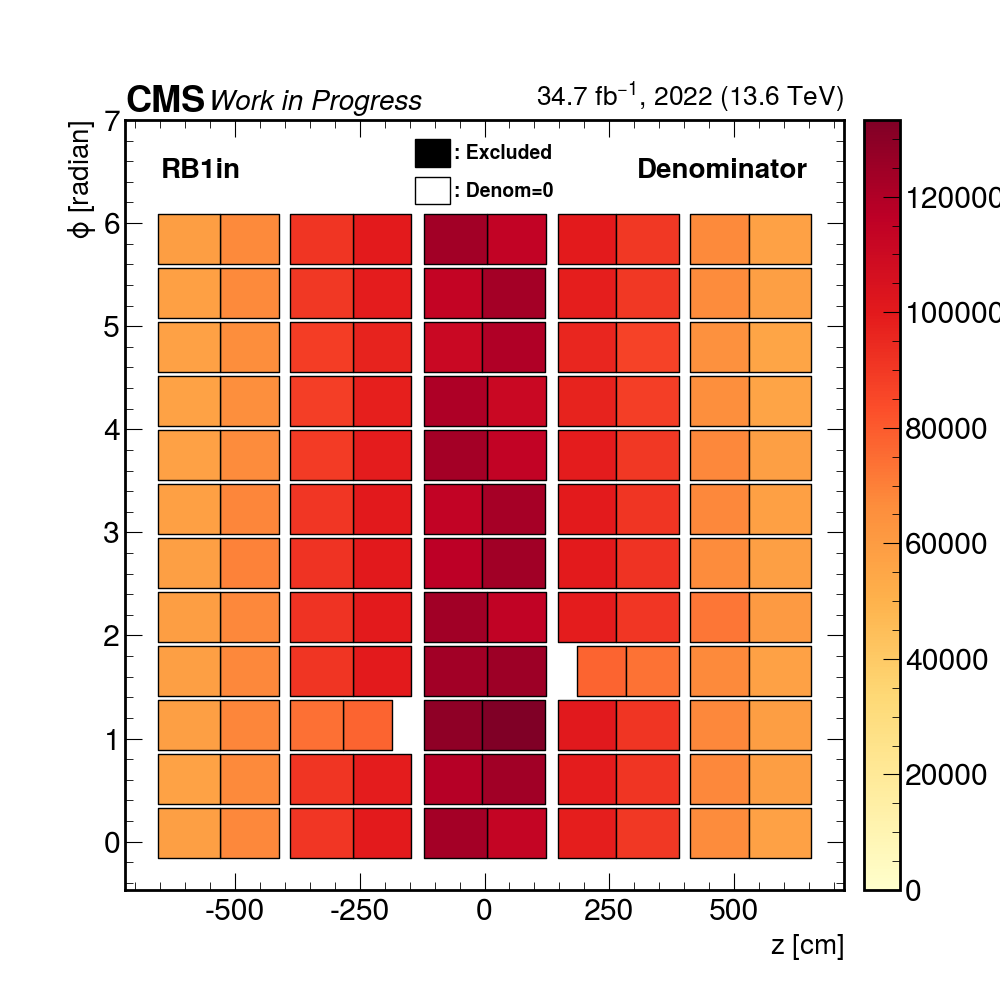 CMS Work in Progress 34.7 fb⁻¹, 2022 (13.6 TeV)
RB1in
: Excluded
: Denom=0
Denominator
ϕ [radian]
7
6
5
4
3
2
1
0
-500 -250 0 250 500
z [cm]
120000
100000
80000
60000
40000
20000
0